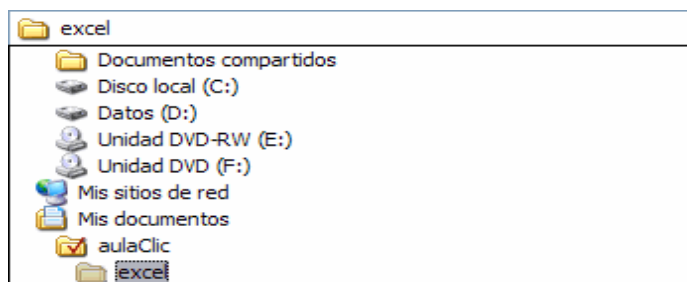 excel
Documentos compartidos
Disco local (C:)
Datos (D:)
Unidad DVD-RW (E:)
Unidad DVD (F:)
Mis sitios de red
Mis documentos
aulaClic
excel